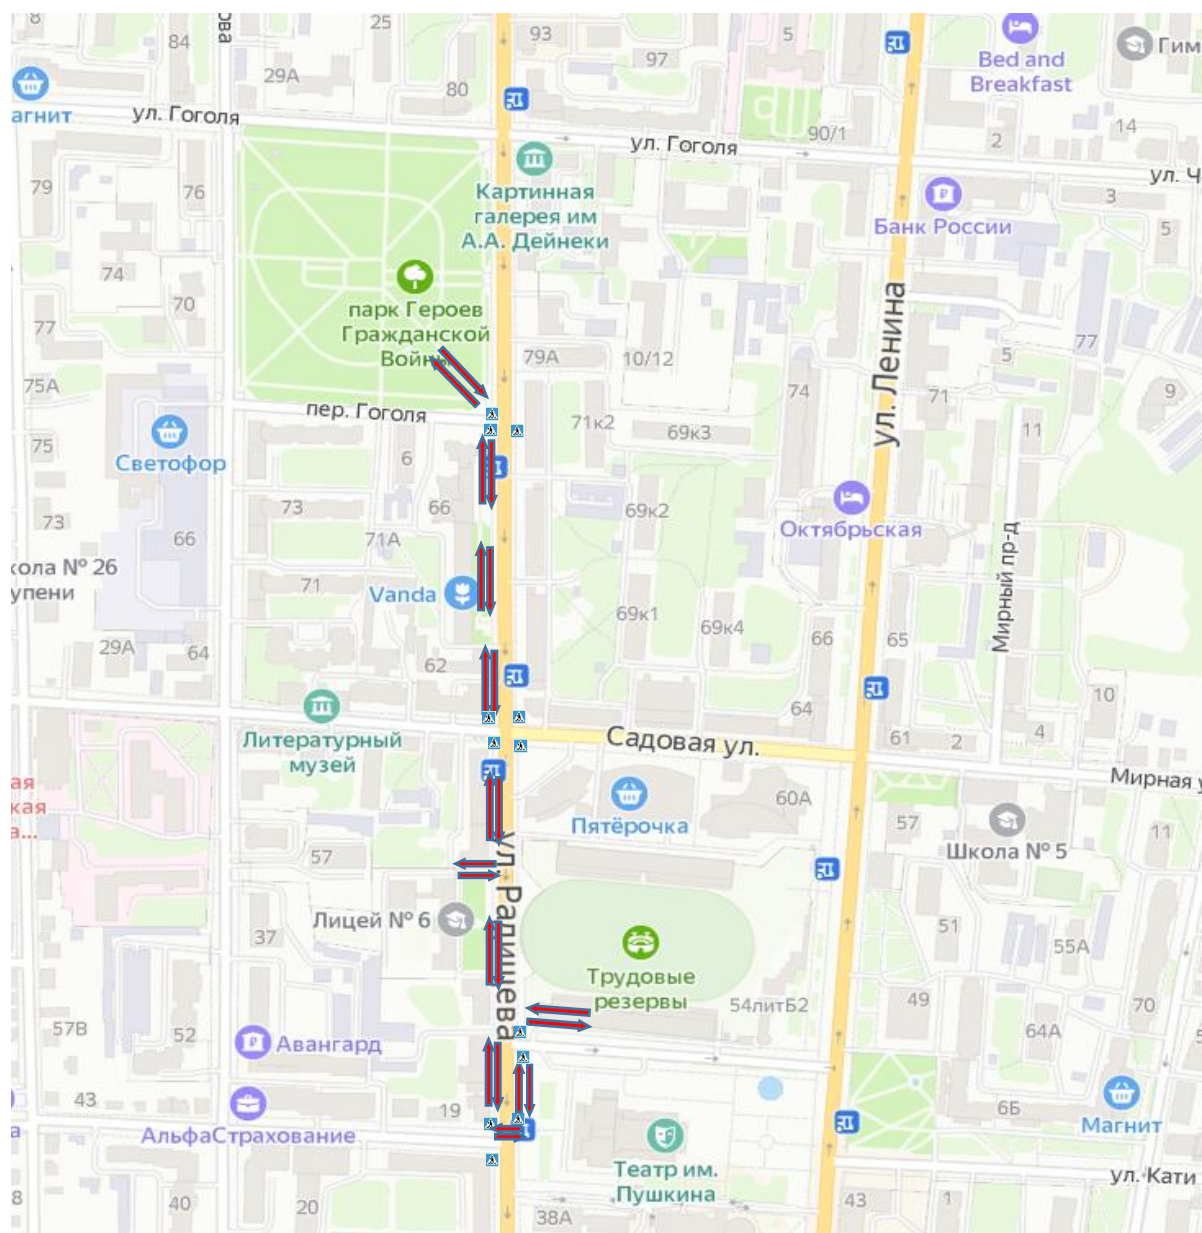 8
84
ова
25
93
97
5
Bed and
Breakfast
Гим
29А
80
агнит
ул. Гоголя
ул. Гоголя
90/1
2
14
ул. Ч
79
76
Картинная
галерея им
А.А. Дейнеки
Банк России
3
5
74
70
парк Героев
Гражданской
77
79А
10/12
ул. Ленина
77
5
75А
пер. Гоголя
71к2
69к3
74
71
9
11
75
Светофор
6
73
66
73
66
71А
69к2
Октябрьская
Мирный пр-д
кола № 26
упени
71
Vanda
69к1
69к4
66
65
29А
64
62
64
10
Литературный
музей
Садовая ул.
61
2
4
Мирная у
ая
кая
а...
Пятёрочка
60А
57
Школа № 5
11
57
ул. Радищева
Лицей № 6
37
Трудовые
резервы
54литБ2
51
55А
49
70
57В
52
Авангард
64А
5
43
19
6Б
Магнит
а
АльфаСтрахование
Театр им.
Пушкина
ул. Кати
8
40
20
38А
43
1